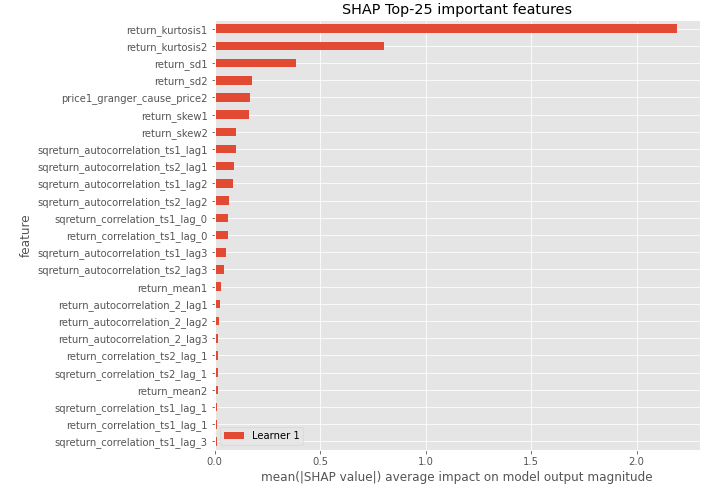 SHAP Top-25 important features
return_kurtosis1
return_kurtosis2
return_sd1
return_sd2
price1_granger_cause_price2
return_skew1
return_skew2
sqreturn_autocorrelation_ts1_lag1
sqreturn_autocorrelation_ts2_lag1
sqreturn_autocorrelation_ts1_lag2
sqreturn_autocorrelation_ts2_lag2
sqreturn_correlation_ts1_lag_0
return_correlation_ts1_lag_0
sqreturn_autocorrelation_ts1_lag3
sqreturn_autocorrelation_ts2_lag3
return_mean1
return_autocorrelation_2_lag1
return_autocorrelation_2_lag2
return_autocorrelation_2_lag3
return_correlation_ts2_lag_1
sqreturn_correlation_ts2_lag_1
return_mean2
sqreturn_correlation_ts1_lag_1
return_correlation_ts1_lag_1
sqreturn_correlation_ts1_lag_3
feature
Learner 1
0.0 0.5 1.0 1.5 2.0
mean(|SHAP value|) average impact on model output magnitude